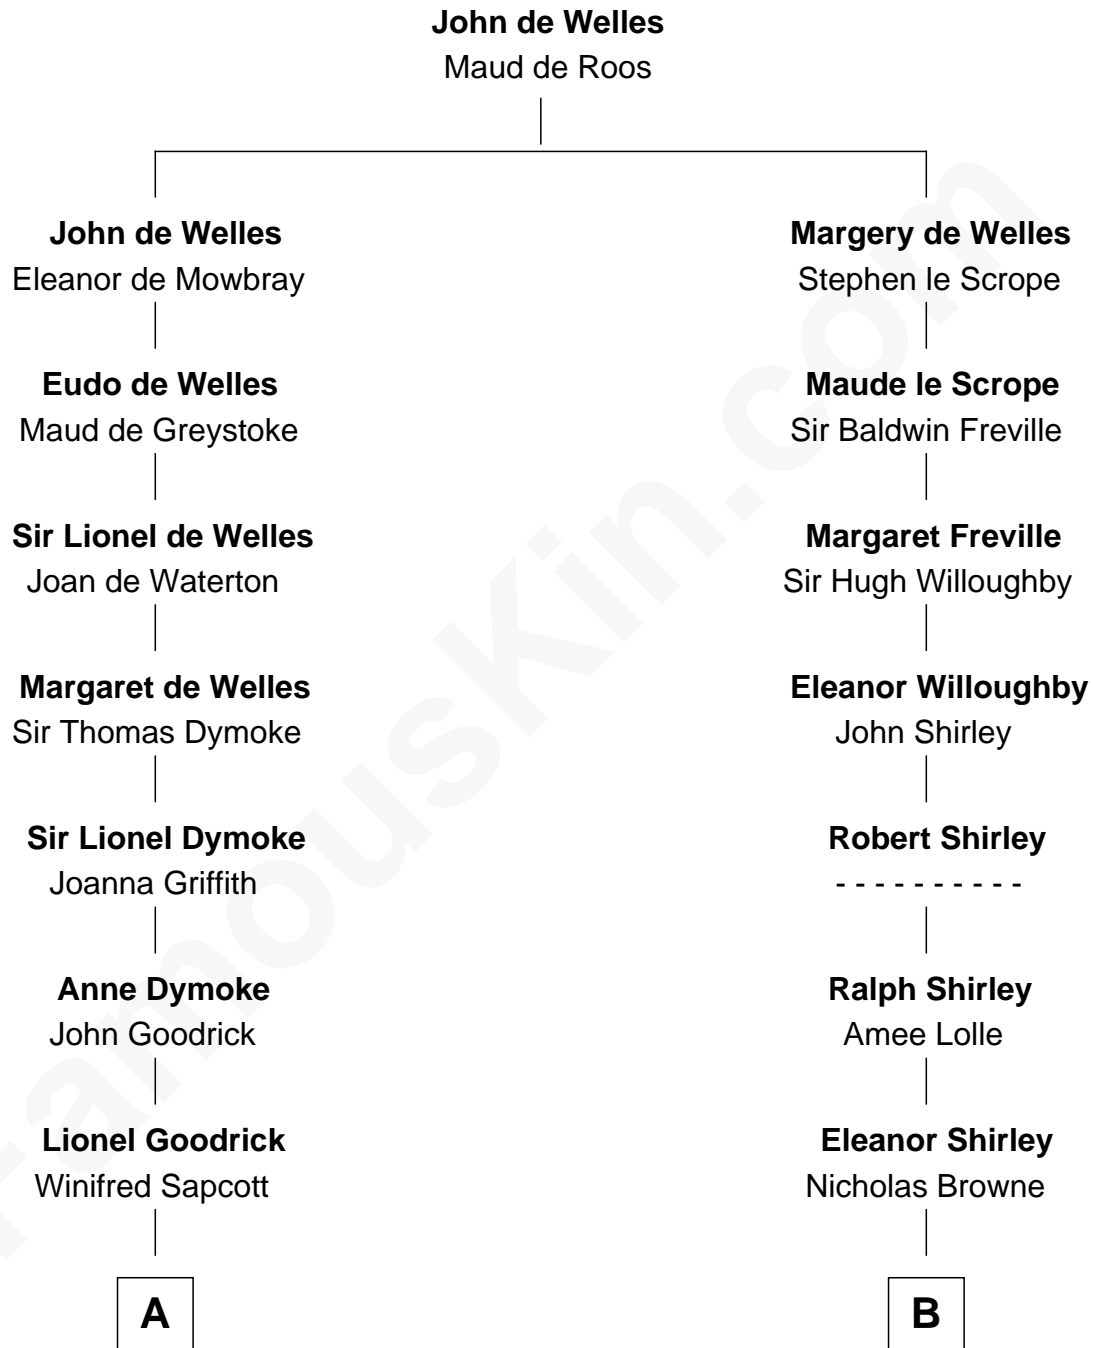 John de Welles
Maud de Roos
John de Welles
Eleanor de Mowbray
Margery de Welles
Stephen le Scrope
Eudo de Welles
Maud de Greystoke
Maude le Scrope
Sir Baldwin Freville
Sir Lionel de Welles
Joan de Waterton
Margaret Freville
Sir Hugh Willoughby
Margaret de Welles
Sir Thomas Dymoke
Eleanor Willoughby
John Shirley
Sir Lionel Dymoke
Joanna Griffith
Robert Shirley
- - - - - - - - - -
Anne Dymoke
John Goodrick
Ralph Shirley
Amee Lolle
Lionel Goodrick
Winifred Sapcott
Eleanor Shirley
Nicholas Browne
A
B
FamousKin.com